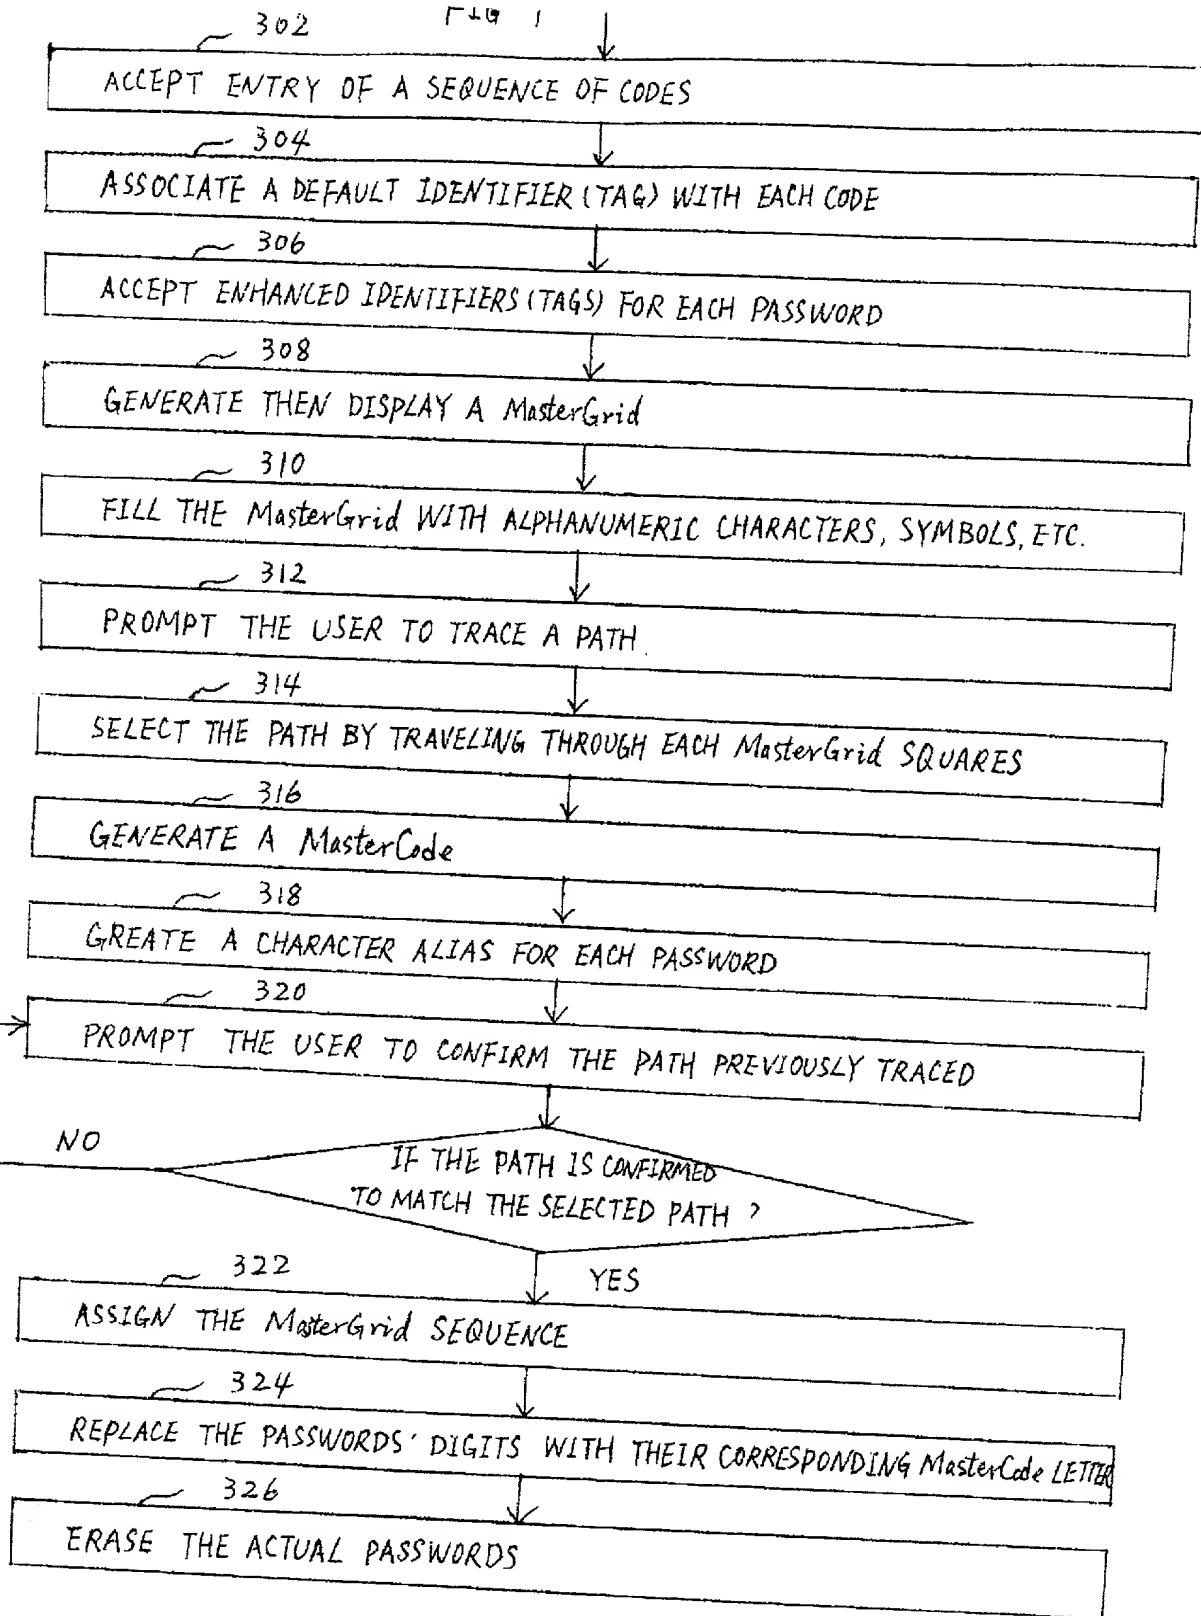 302
ACCEPT ENTRY OF A SEQUENCE OF CODES
304
ASSOCIATE A DEFAULT IDENTIFIER (TAG) WITH EACH CODE
306
ACCEPT ENHANCED IDENTIFIERS (TAGS) FOR EACH PASSWORD
308
GENERATE THEN DISPLAY A MasterGrid
310
FILL THE MasterGrid WITH ALPHANUMERIC CHARACTERS, SYMBOLS, ETC.
312
PROMPT THE USER TO TRACE A PATH.
314
SELECT THE PATH BY TRAVELING THROUGH EACH MasterGrid SQUARES
316
GENERATE A MasterCode
318
GREATE A CHARACTER ALIAS FOR EACH PASSWORD
320
PROMPT THE USER TO CONFIRM THE PATH PREVIOUSLY TRACED
NO
IF THE PATH IS CONFIRMED
TO MATCH THE SELECTED PATH ?
YES
322
ASSIGN THE MasterGrid SEQUENCE
324
REPLACE THE PASSWORDS' DIGITS WITH THEIR CORRESPONDING MasterCode LETTER
326
ERASE THE ACTUAL PASSWORDS